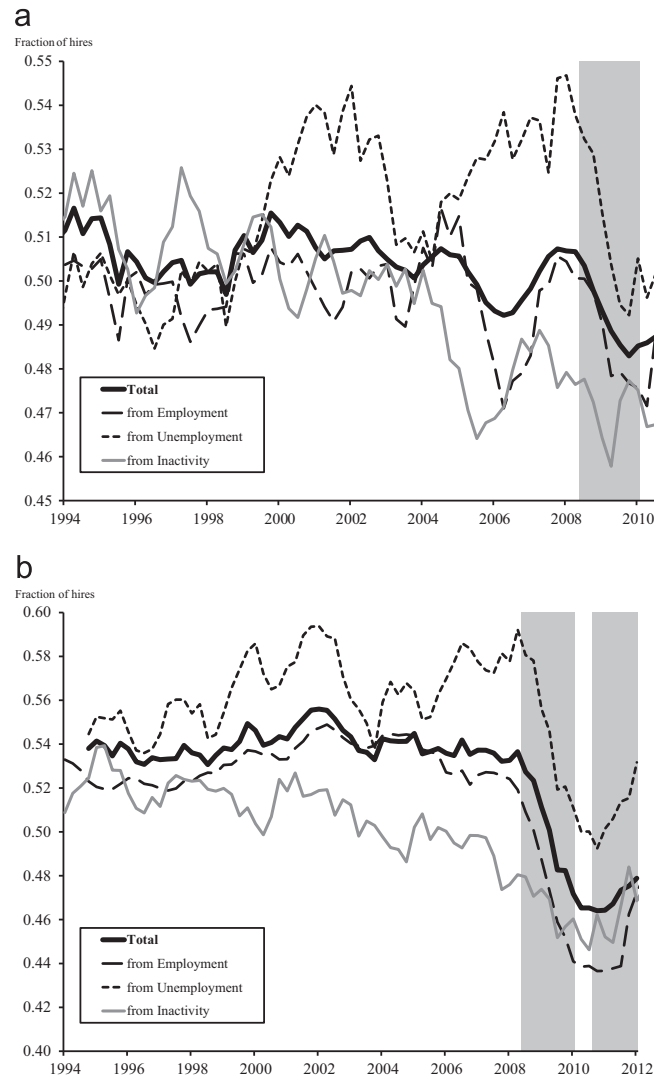 a
Fraction of hires
0.55
0.54
0.53
0.52
0.51
0.50
0.49
0.48
0.47
0.46
0.45
Total
from Employment
from Unemployment
from Inactivity
1994 1996 1998 2000 2002 2004 2006 2008 2010
b
Fraction of hires
0.60
0.58
0.56
0.54
0.52
0.50
0.48
0.46
0.44
0.42
0.40
Total
from Employment
from Unemployment
from Inactivity
1994 1996 1998 2000 2002 2004 2006 2008 2010 2012